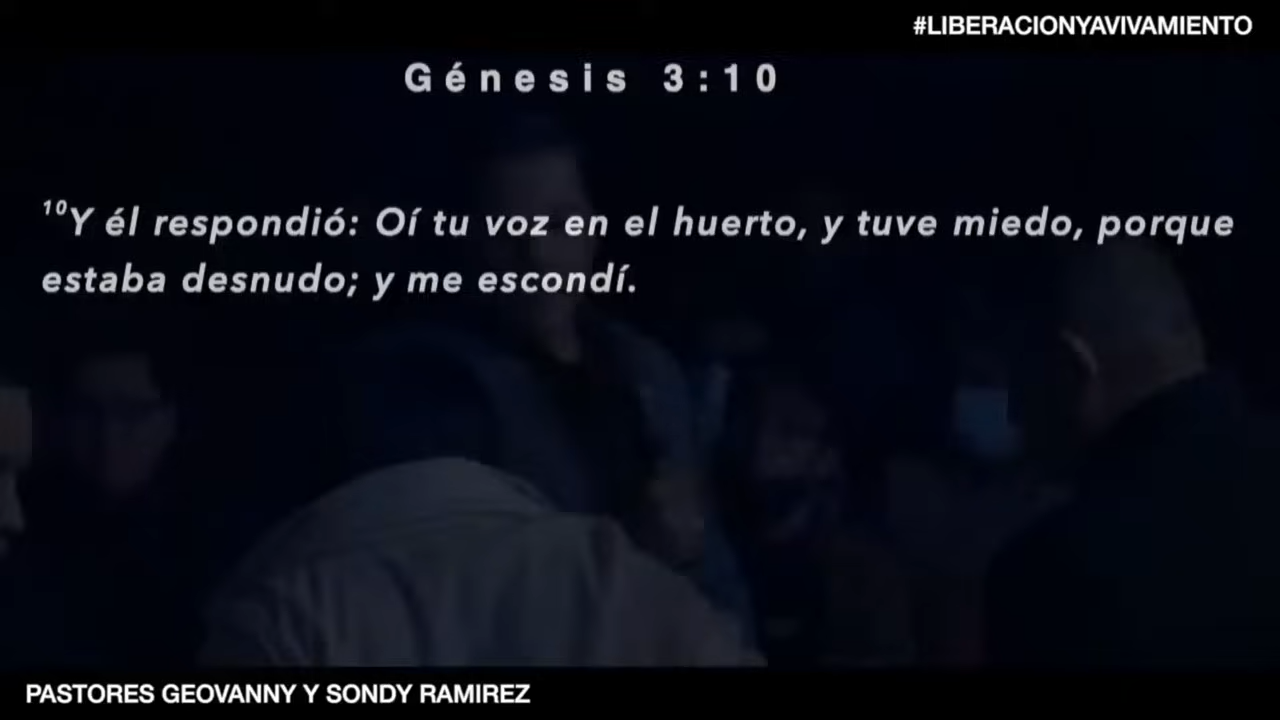 #LIBERACIONYAVIVAMIENTO
Génesis 3:10
¹⁰Y él respondió: Oí tu voz en el huerto, y tuve miedo, porque
estaba desnudo; y me escondí.
PASTORES GEOVANNY Y SONDY RAMIREZ